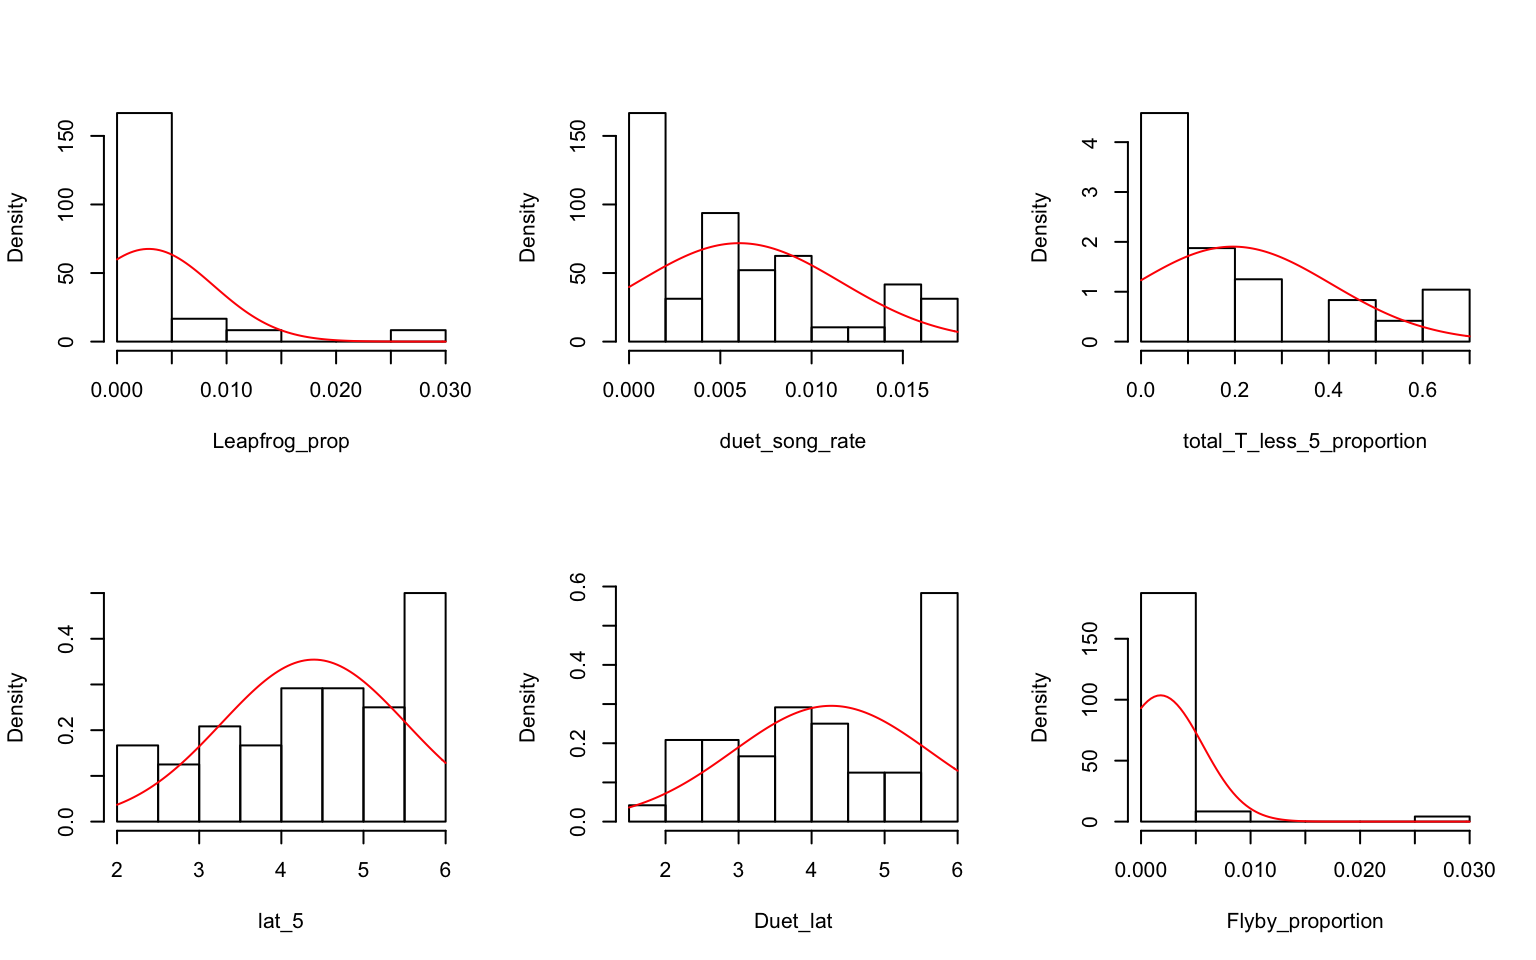 Density
150
100
50
0
0.000 0.010 0.020 0.030
Leapfrog_prop
Density
150
100
50
0
0.000 0.005 0.010 0.015
duet_song_rate
Density
4
3
2
1
0
0.0 0.2 0.4 0.6
total_T_less_5_proportion
Density
0.4
0.2
0.0
2 3 4 5 6
lat_5
Density
0.6
0.4
0.2
0.0
2 3 4 5 6
Duet_lat
Density
150
100
50
0
0.000 0.010 0.020 0.030
Flyby_proportion